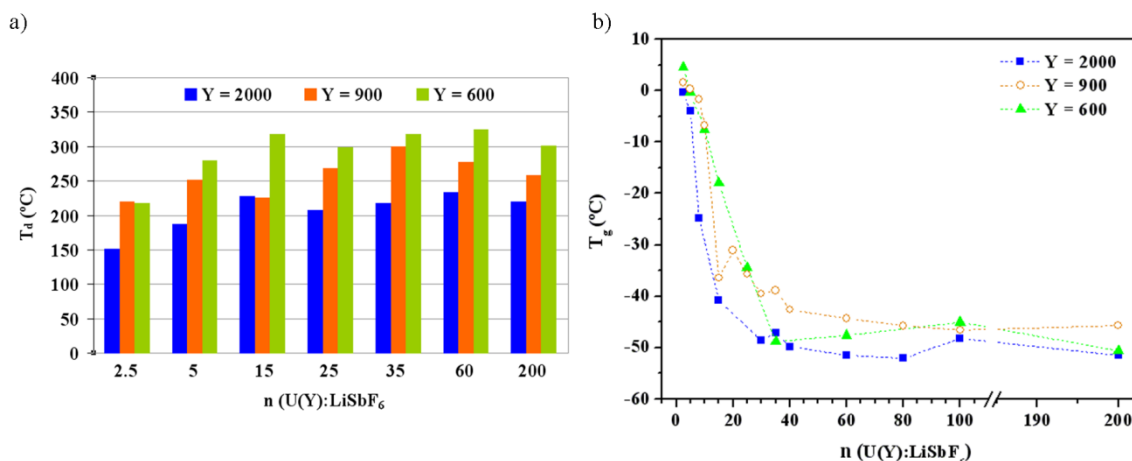 a)
400
350
300
250
200
150
100
50
0
Td (°C)
Y = 2000 Y = 900 Y = 600
2.5 5 15 25 35 60 200
n (U(Y):LiSbF₆)
b)
10
0
-10
-20
-30
-40
-50
-60
Tg (°C)
Y = 2000
Y = 900
Y = 600
0 20 40 60 80 100 190 200
n (U(Y):LiSbF